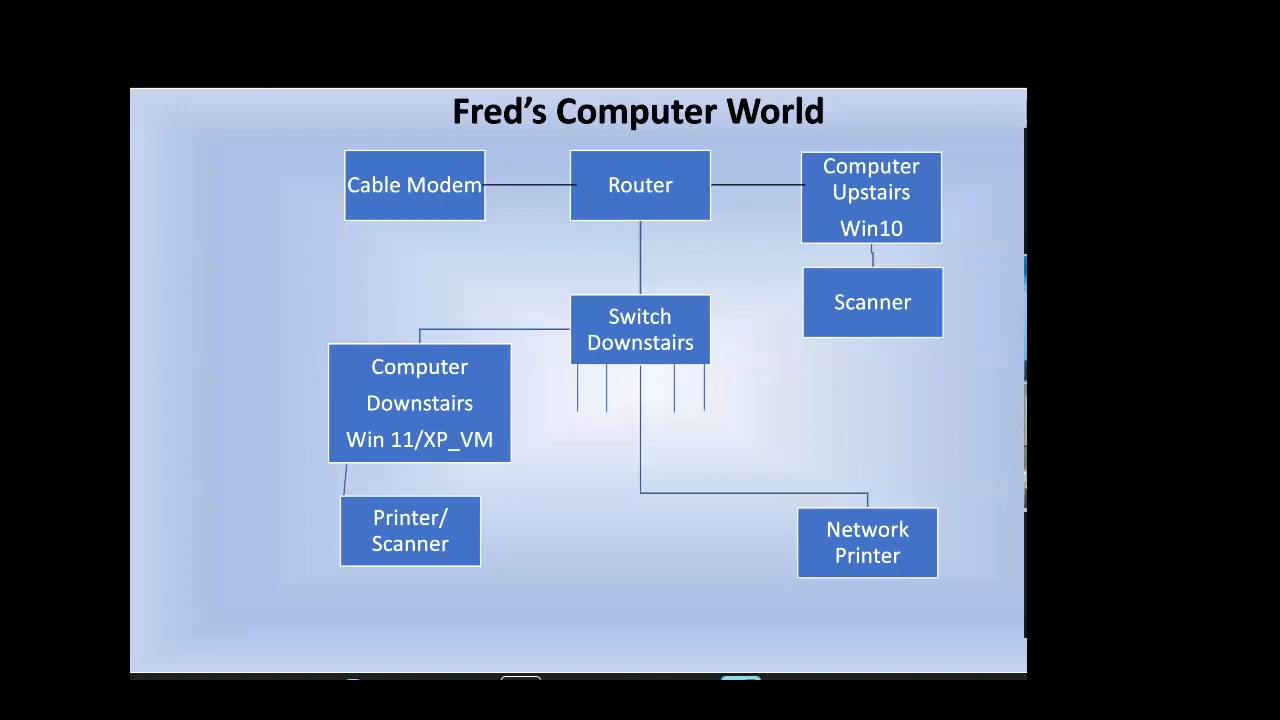 Fred’s Computer World
Cable Modem
Router
Computer
Upstairs
Win10
Scanner
Switch
Downstairs
Computer
Downstairs
Win 11/XP_VM
Printer/
Scanner
Network
Printer